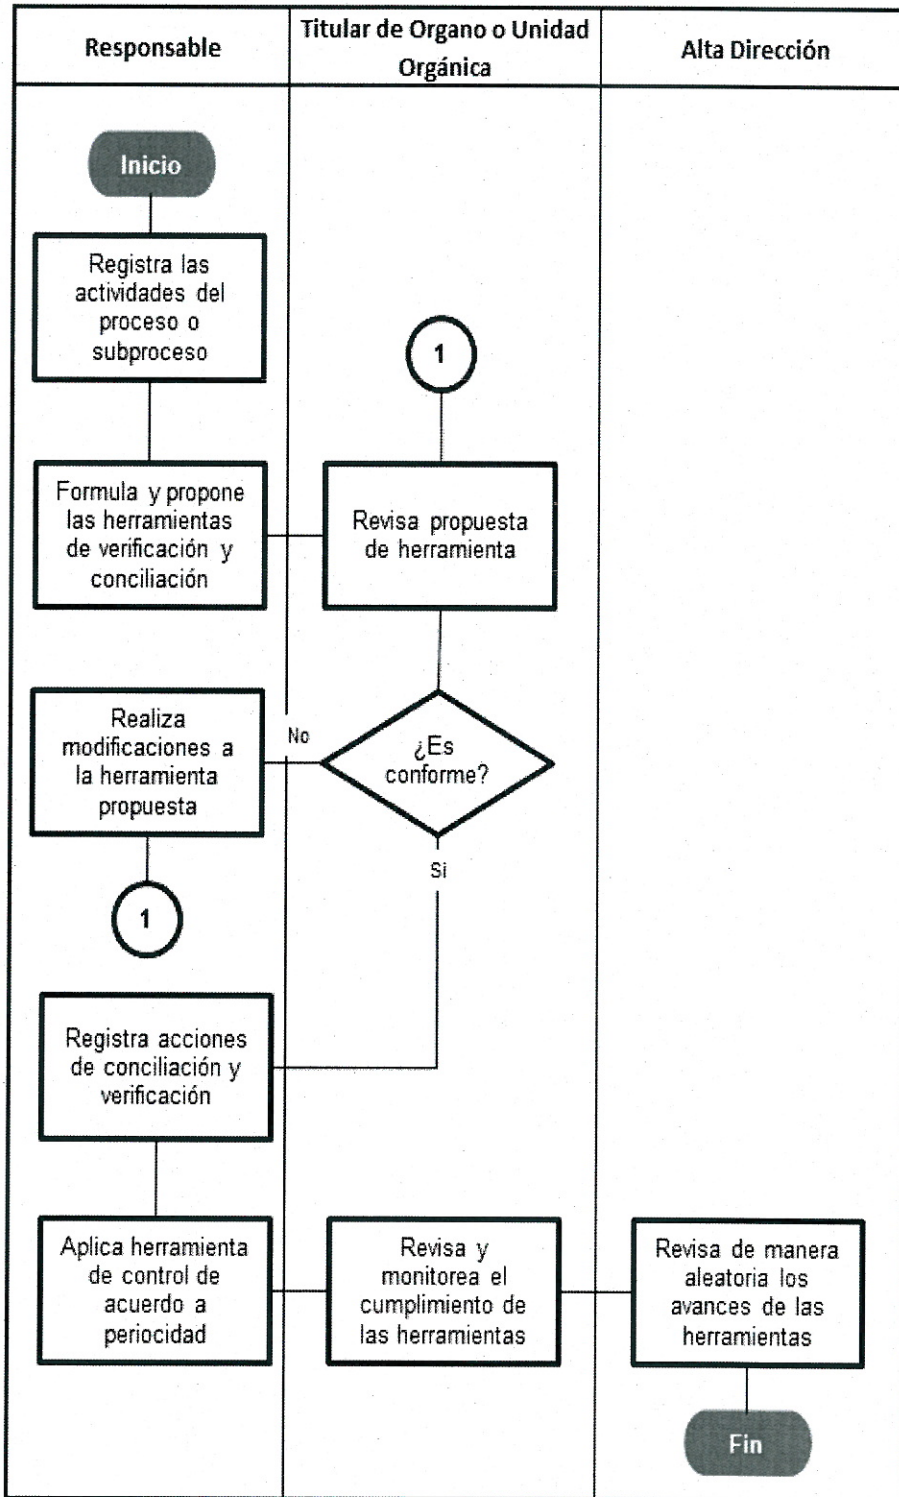 Responsable
Titular de Organo o Unidad
Orgánica
Alta Dirección
Inicio
Registra las
actividades del
proceso o
subproceso
1
Formula y propone
las herramientas
de verificación y
conciliación
Revisa propuesta
de herramienta
Realiza
modificaciones a
la herramienta
propuesta
No
¿Es
conforme?
Si
1
Registra acciones
de conciliación y
verificación
Aplica herramienta
de control de
acuerdo a
periocidad
Revisa y
monitorea el
cumplimiento de
las herramientas
Revisa de manera
aleatoria los
avances de las
herramientas
Fin